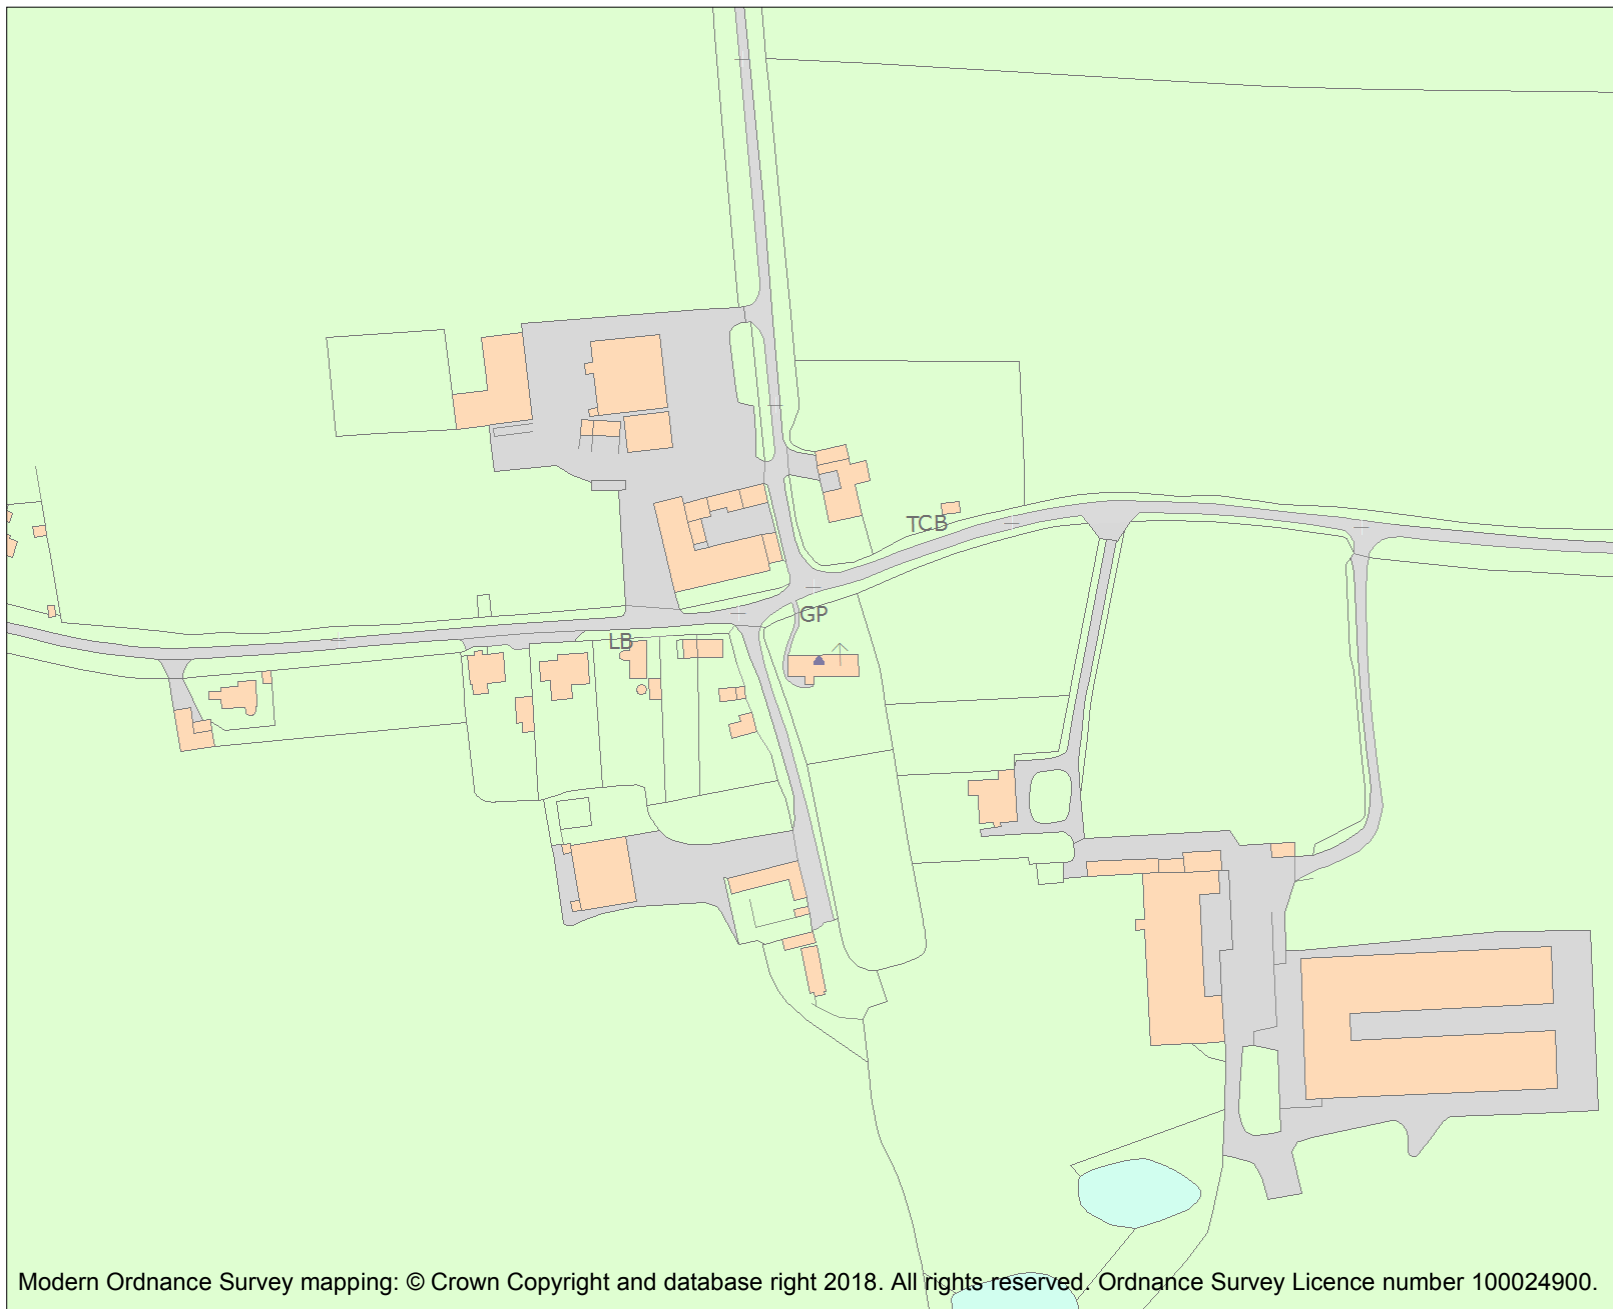 TCB
GP
LB
Modern Ordnance Survey mapping: © Crown Copyright and database right 2018. All rights reserved. Ordnance Survey Licence number 100024900.